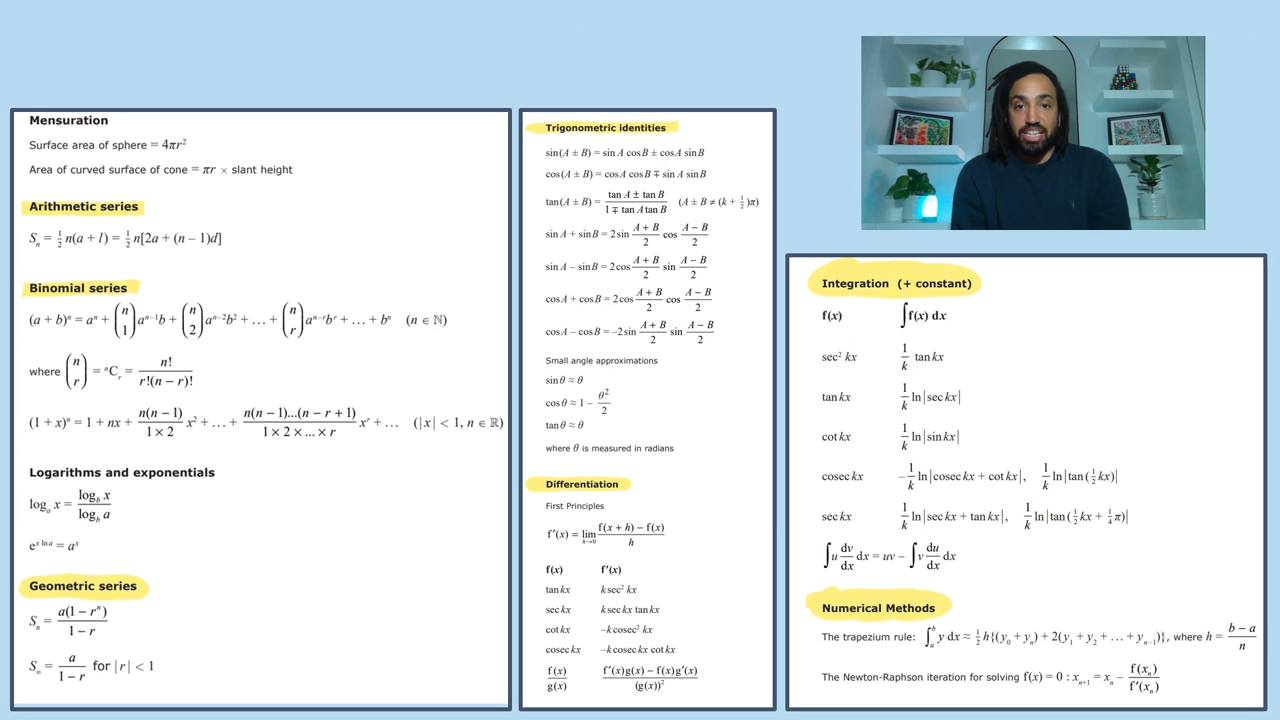 Mensuration
Surface area of sphere = 4πr²
Area of curved surface of cone = πr × slant height
Arithmetic series
Sₙ = ½ n(a + l) = ½ n[2a + (n – 1)d]
Binomial series
(a + b)ⁿ = aⁿ + (n 1) aⁿ⁻¹b + (n 2) aⁿ⁻²b² + … + (n r) aⁿ⁻ʳbʳ + … + bⁿ (n ∈ ℕ)
where (n r) = ⁿCᵣ = n! / r!(n – r)!
(1 + x)ⁿ = 1 + nx + n(n – 1) / 1 × 2 x² + … + n(n – 1)…(n – r + 1) / 1 × 2 × … × r xʳ + … (|x| < 1, n ∈ ℝ)
Logarithms and exponentials
logₐ x = log_b x / log_b a
e^(x ln a) = aˣ
Geometric series
Sₙ = a(1 – rⁿ) / 1 – r
S∞ = a / 1 – r for |r| < 1
Trigonometric identities
sin(A ± B) = sin A cos B ± cos A sin B
cos(A ± B) = cos A cos B ∓ sin A sin B
tan(A ± B) = tan A ± tan B / 1 ∓ tan A tan B (A ± B ≠ (k + ½)π)
sin A + sin B = 2 sin A + B / 2 cos A – B / 2
sin A – sin B = 2 cos A + B / 2 sin A – B / 2
cos A + cos B = 2 cos A + B / 2 cos A – B / 2
cos A – cos B = –2 sin A + B / 2 sin A – B / 2
Small angle approximations
sin θ ≈ θ
cos θ ≈ 1 – θ² / 2
tan θ ≈ θ
where θ is measured in radians
Differentiation
First Principles
f′(x) = lim h→0 f(x + h) – f(x) / h
f(x) f′(x)
tan kx k sec² kx
sec kx k sec kx tan kx
cot kx –k cosec² kx
cosec kx –k cosec kx cot kx
f(x) / g(x) f′(x)g(x) – f(x)g′(x) / (g(x))²
Integration (+ constant)
f(x) ∫f(x) dx
sec² kx 1/k tan kx
tan kx 1/k ln|sec kx|
cot kx 1/k ln|sin kx|
cosec kx –1/k ln|cosec kx + cot kx|, 1/k ln|tan(½kx)|
sec kx 1/k ln|sec kx + tan kx|, 1/k ln|tan(½kx + ¼π)|
∫u dv/dx dx = uv – ∫v du/dx dx
Numerical Methods
The trapezium rule: ∫ₐᵇ y dx ≈ ½ h{(y₀ + yₙ) + 2(y₁ + y₂ + … + yₙ₋₁)}, where h = b – a / n
The Newton-Raphson iteration for solving f(x) = 0 : xₙ₊₁ = xₙ – f(xₙ) / f′(xₙ)